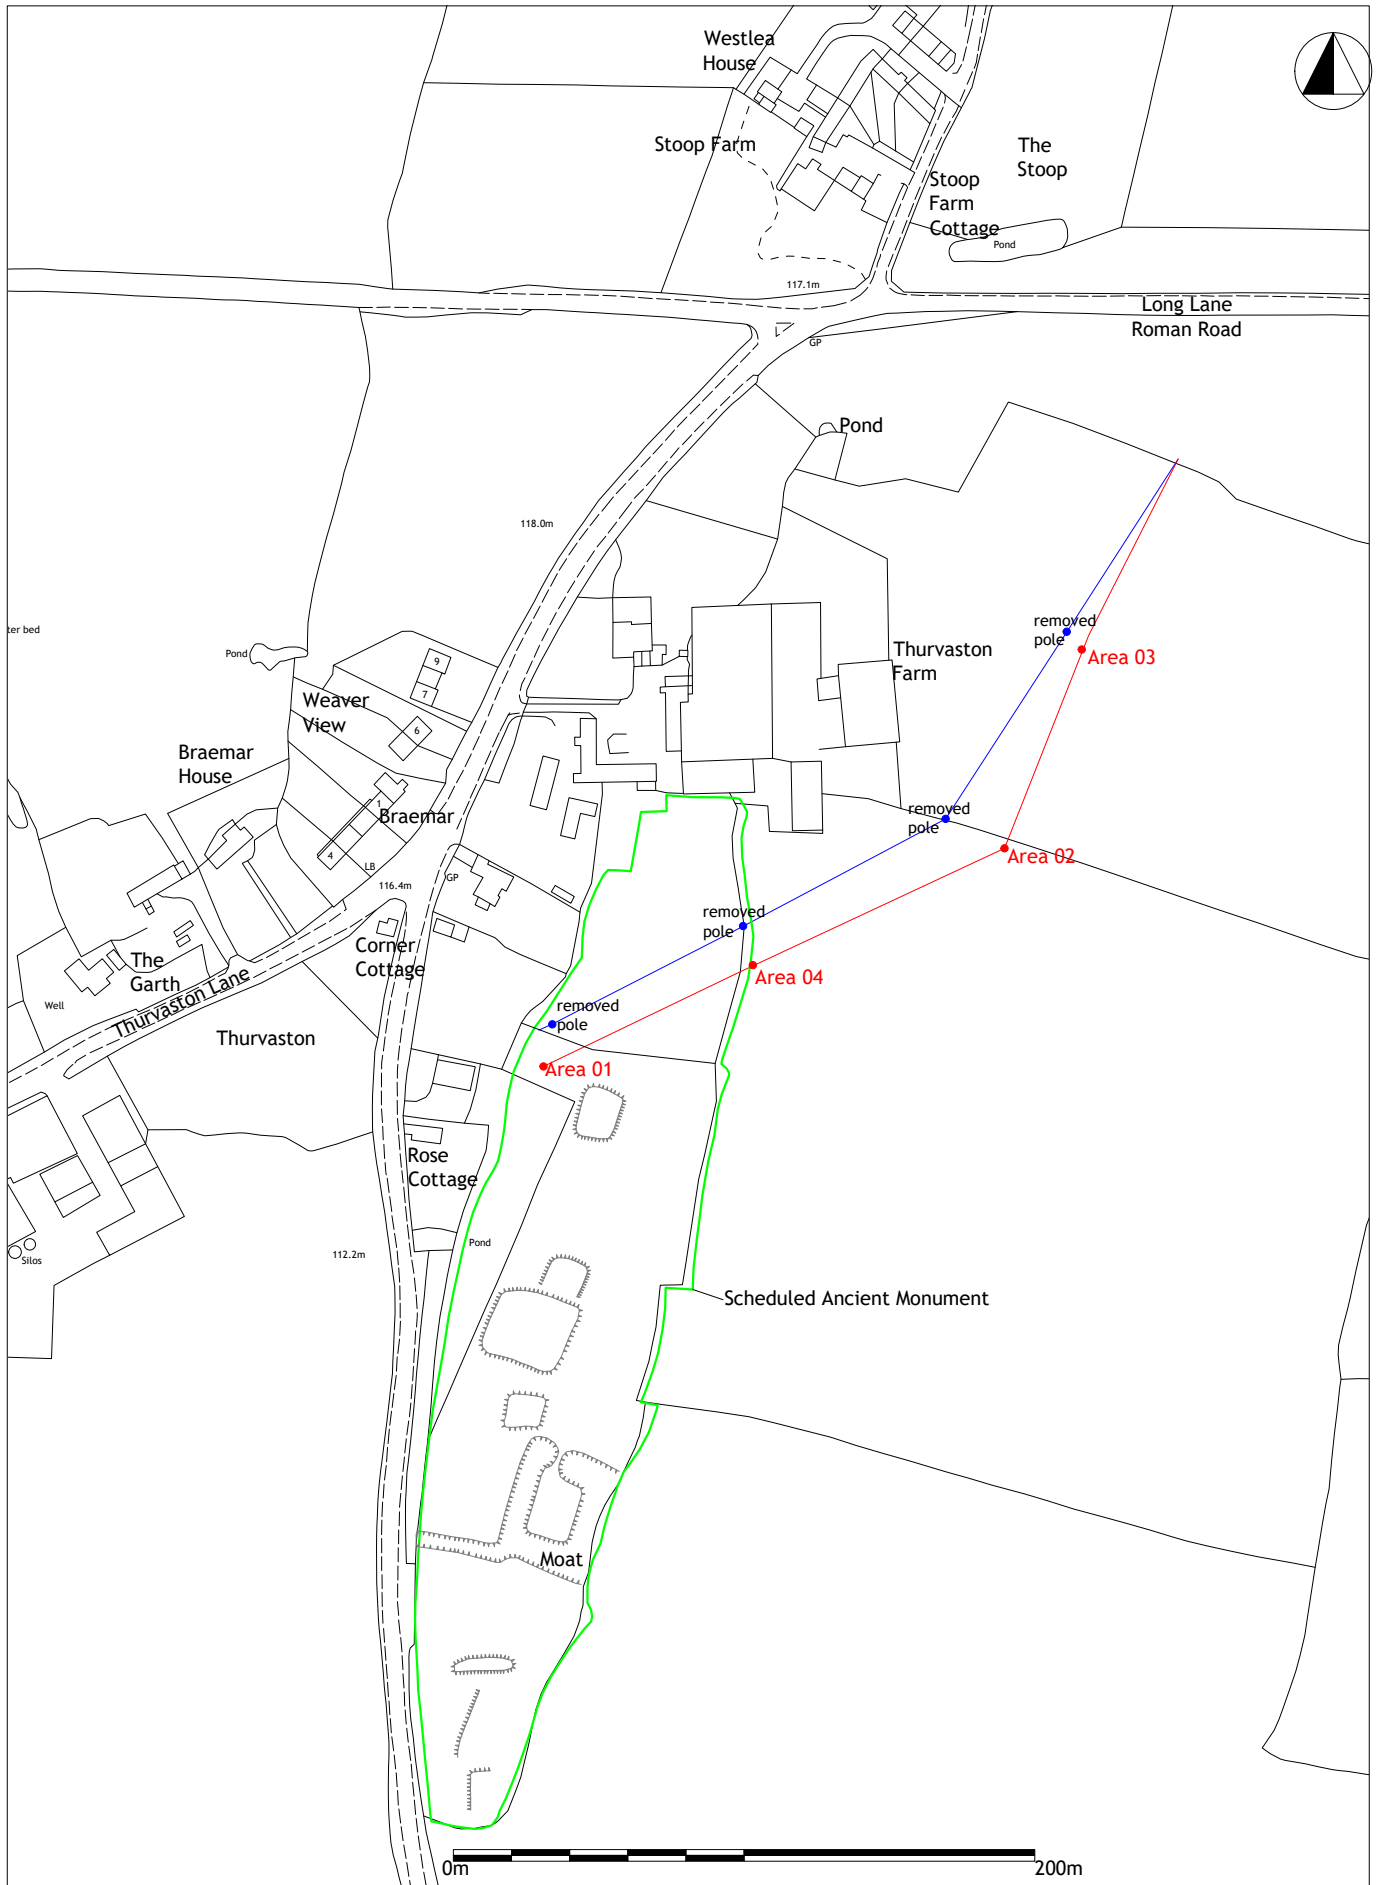 Westlea
House
Stoop Farm
The
Stoop
Stoop
Farm
Cottage
Pond
117.1m
Long Lane
Roman Road
GP
Pond
118.0m
ter bed
removed
pole
Area 03
Thurvaston
Farm
Pond
9
7
Weaver
View
6
Braemar
House
1
Braemar
4
LB
removed
pole
Area 02
116.4m
GP
removed
pole
Corner
Cottage
The
Garth
Area 04
Well
Thurvaston Lane
removed
pole
Thurvaston
Area 01
Rose
Cottage
Pond
112.2m
Silos
Scheduled Ancient Monument
Moat
0m
200m